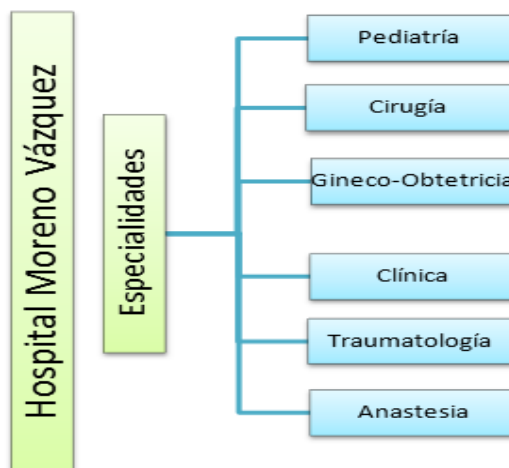 Hospital Moreno Vázquez
Especialidades
Pediatría
Cirugía
Gineco-Obtetricia
Clínica
Traumatología
Anastesia